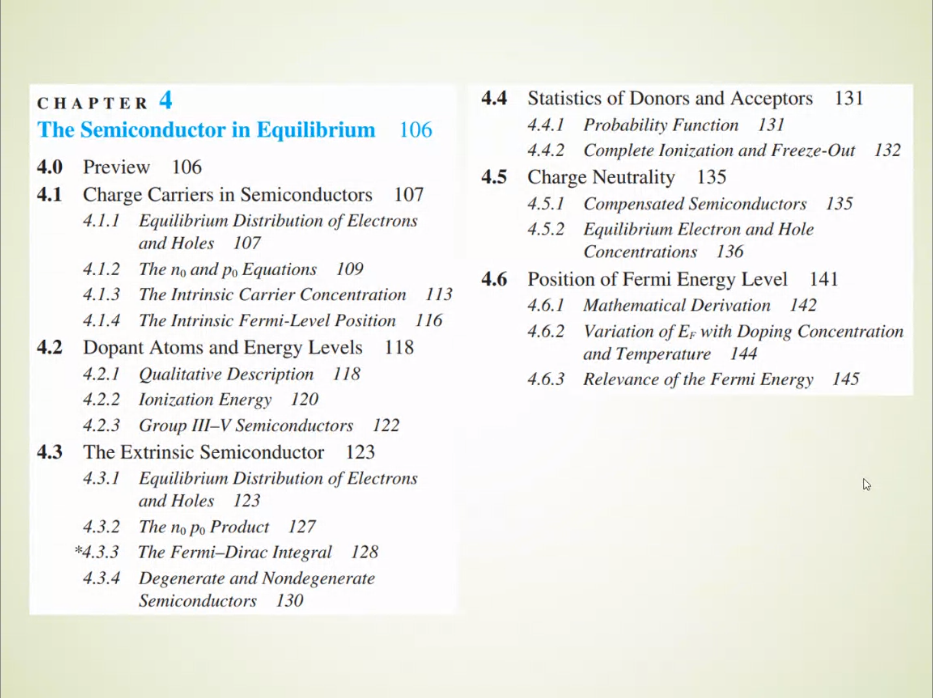 CHAPTER 4
The Semiconductor in Equilibrium 106
4.0 Preview 106
4.1 Charge Carriers in Semiconductors 107
4.1.1 Equilibrium Distribution of Electrons
and Holes 107
4.1.2 The n₀ and p₀ Equations 109
4.1.3 The Intrinsic Carrier Concentration 113
4.1.4 The Intrinsic Fermi-Level Position 116
4.2 Dopant Atoms and Energy Levels 118
4.2.1 Qualitative Description 118
4.2.2 Ionization Energy 120
4.2.3 Group III–V Semiconductors 122
4.3 The Extrinsic Semiconductor 123
4.3.1 Equilibrium Distribution of Electrons
and Holes 123
4.3.2 The n₀ p₀ Product 127
*4.3.3 The Fermi–Dirac Integral 128
4.3.4 Degenerate and Nondegenerate
Semiconductors 130
4.4 Statistics of Donors and Acceptors 131
4.4.1 Probability Function 131
4.4.2 Complete Ionization and Freeze-Out 132
4.5 Charge Neutrality 135
4.5.1 Compensated Semiconductors 135
4.5.2 Equilibrium Electron and Hole
Concentrations 136
4.6 Position of Fermi Energy Level 141
4.6.1 Mathematical Derivation 142
4.6.2 Variation of E_F with Doping Concentration
and Temperature 144
4.6.3 Relevance of the Fermi Energy 145